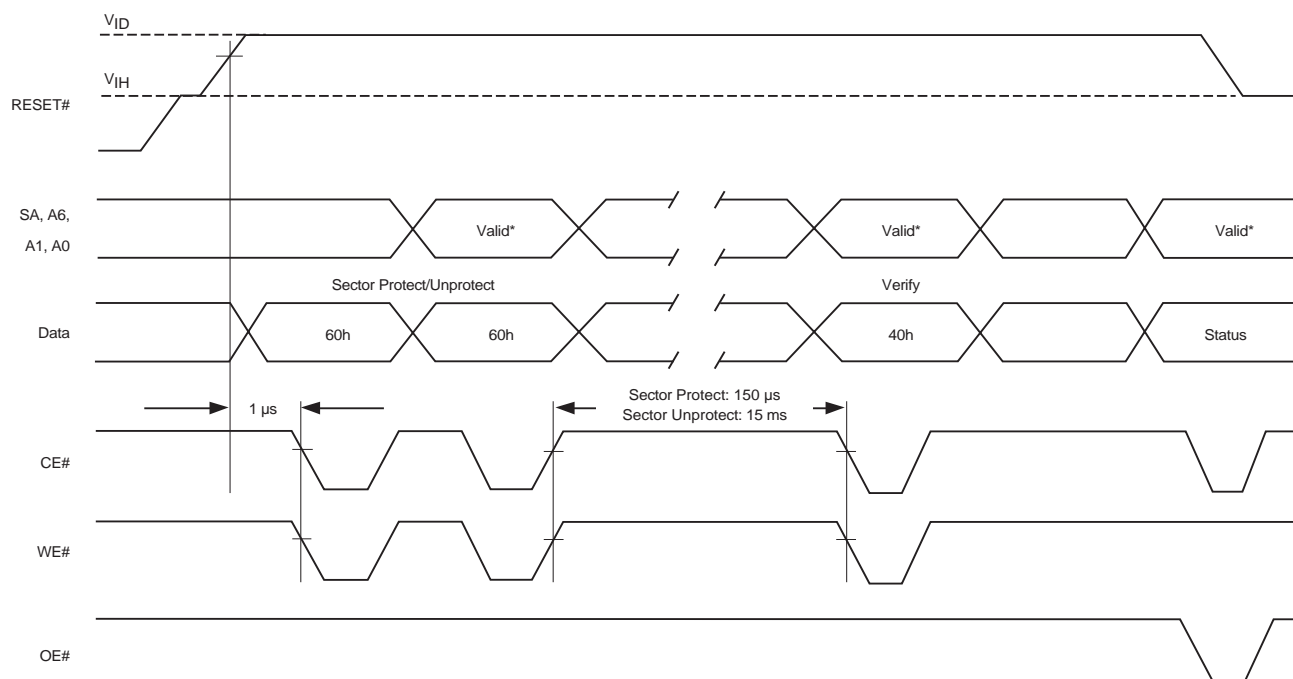 VID
VIH
RESET#
SA, A6,
A1, A0
Valid*
Valid*
Valid*
Sector Protect/Unprotect
Verify
Data
60h
60h
40h
Status
1 µs
Sector Protect: 150 µs
Sector Unprotect: 15 ms
CE#
WE#
OE#